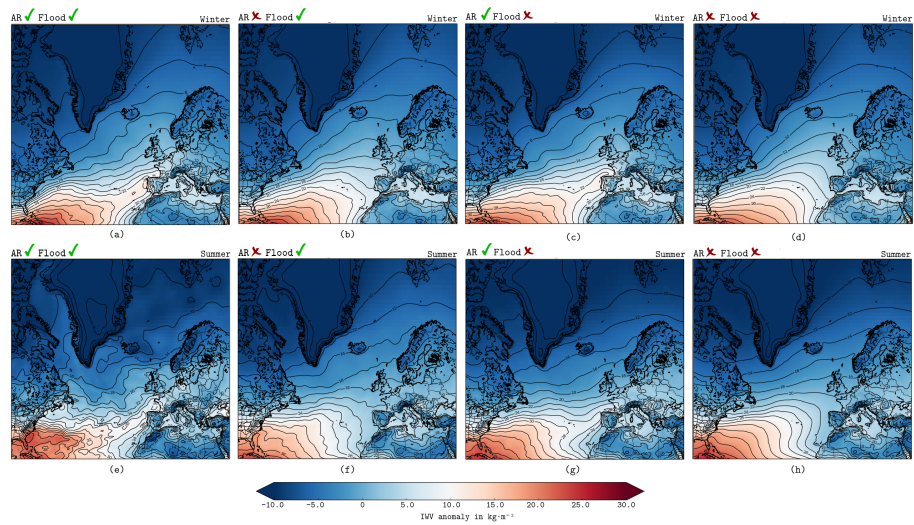 AR ✓ Flood ✓ Winter
AR ✗ Flood ✓ Winter
AR ✓ Flood ✗ Winter
AR ✗ Flood ✗ Winter
(a)
(b)
(c)
(d)
AR ✓ Flood ✓ Summer
AR ✗ Flood ✓ Summer
AR ✓ Flood ✗ Summer
AR ✗ Flood ✗ Summer
(e)
(f)
(g)
(h)
−10.0 −5.0 0 5.0 10.0 15.0 20.0 25.0 30.0
IWV anomaly in kg·m⁻³